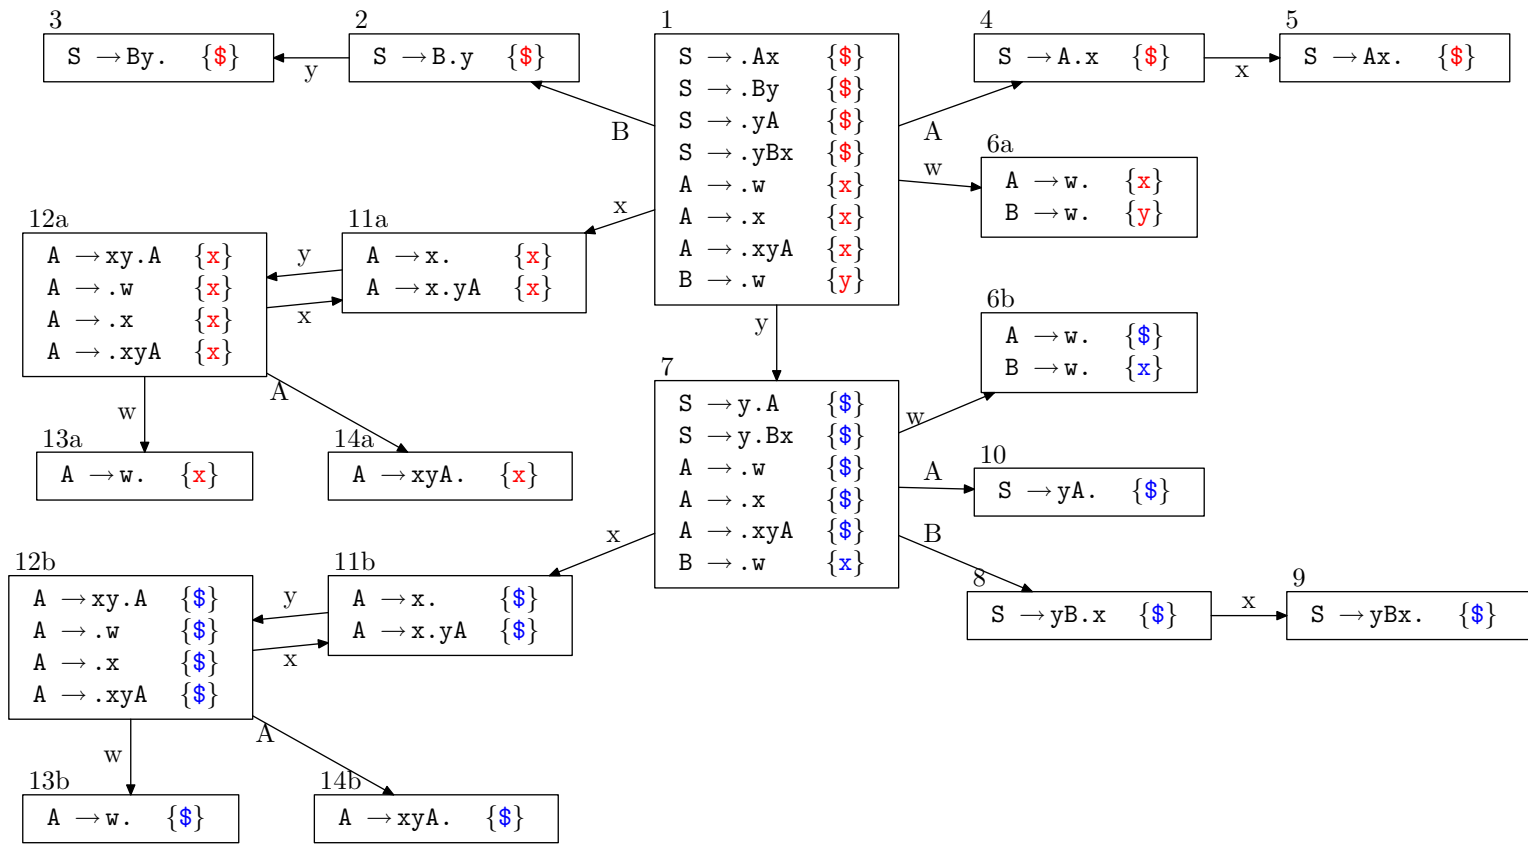 3
S → By. {$}
y
2
S → B.y {$}
B
1
S → .Ax {$}
S → .By {$}
S → .yA {$}
S → .yBx {$}
A → .w {x}
A → .x {x}
A → .xyA {x}
B → .w {y}
A
4
S → A.x {$}
x
5
S → Ax. {$}
w
6a
A → w. {x}
B → w. {y}
x
12a
A → xy.A {x}
A → .w {x}
A → .x {x}
A → .xyA {x}
y
x
11a
A → x. {x}
A → x.yA {x}
w
A
13a
A → w. {x}
14a
A → xyA. {x}
y
7
S → y.A {$}
S → y.Bx {$}
A → .w {$}
A → .x {$}
A → .xyA {$}
B → .w {x}
w
6b
A → w. {$}
B → w. {x}
A
10
S → yA. {$}
B
8
S → yB.x {$}
x
9
S → yBx. {$}
x
12b
A → xy.A {$}
A → .w {$}
A → .x {$}
A → .xyA {$}
y
x
11b
A → x. {$}
A → x.yA {$}
w
A
13b
A → w. {$}
14b
A → xyA. {$}